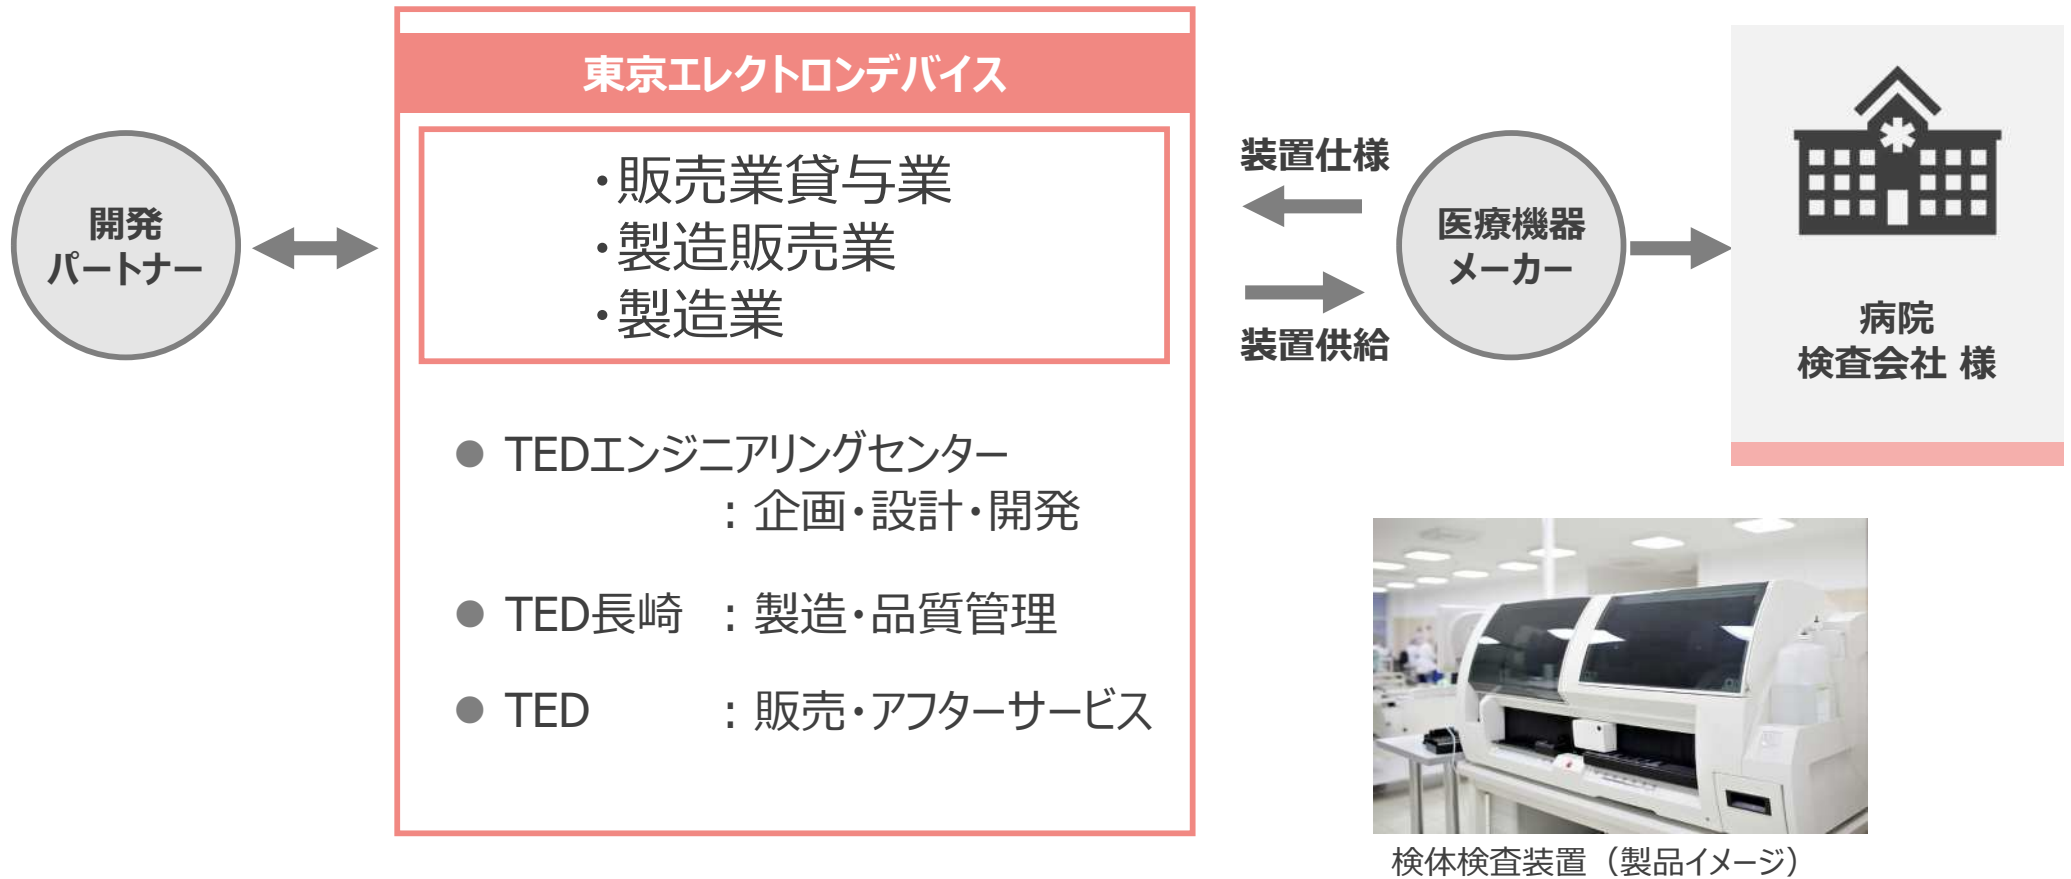 東京エレクトロンデバイス
・販売業貸与業
・製造販売業
・製造業
開発
パートナー
装置仕様
装置供給
医療機器
メーカー
病院
検査会社 様
● TEDエンジニアリングセンター
：企画・設計・開発
● TED長崎 ：製造・品質管理
● TED ：販売・アフターサービス
検体検査装置（製品イメージ）